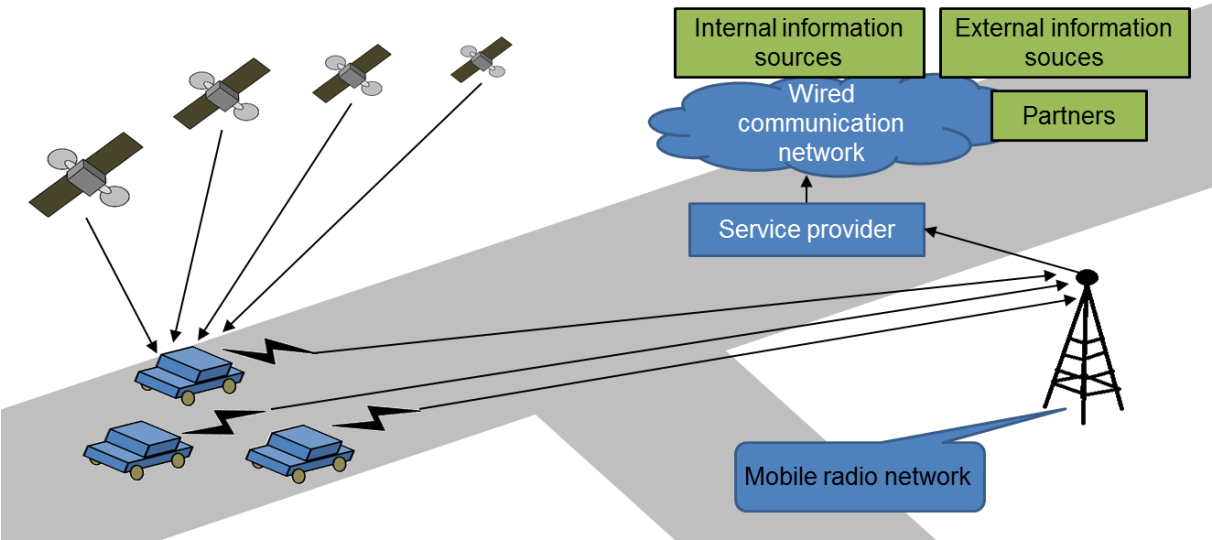 Internal information
sources
External information
souces
Wired
communication
network
Partners
Service provider
Mobile radio network